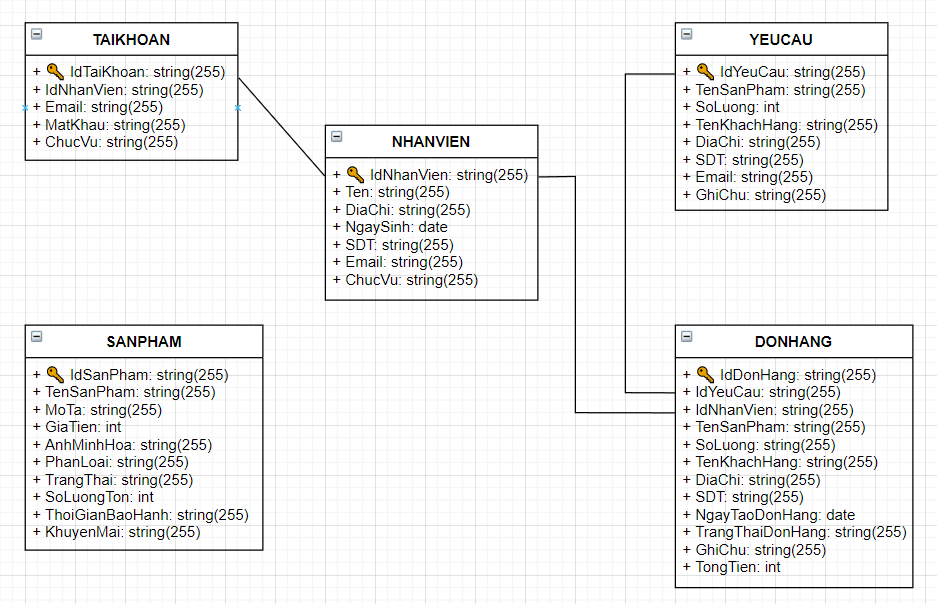 TAIKHOAN
+ IdTaiKhoan: string(255)
+ IdNhanVien: string(255)
+ Email: string(255)
+ MatKhau: string(255)
+ ChucVu: string(255)
NHANVIEN
+ IdNhanVien: string(255)
+ Ten: string(255)
+ DiaChi: string(255)
+ NgaySinh: date
+ SDT: string(255)
+ Email: string(255)
+ ChucVu: string(255)
YEUCAU
+ IdYeuCau: string(255)
+ TenSanPham: string(255)
+ SoLuong: int
+ TenKhachHang: string(255)
+ DiaChi: string(255)
+ SDT: string(255)
+ Email: string(255)
+ GhiChu: string(255)
SANPHAM
+ IdSanPham: string(255)
+ TenSanPham: string(255)
+ MoTa: string(255)
+ GiaTien: int
+ AnhMinhHoa: string(255)
+ PhanLoai: string(255)
+ TrangThai: string(255)
+ SoLuongTon: int
+ ThoiGianBaoHanh: string(255)
+ KhuyenMai: string(255)
DONHANG
+ IdDonHang: string(255)
+ IdYeuCau: string(255)
+ IdNhanVien: string(255)
+ TenSanPham: string(255)
+ SoLuong: string(255)
+ TenKhachHang: string(255)
+ DiaChi: string(255)
+ SDT: string(255)
+ NgayTaoDonHang: date
+ TrangThaiDonHang: string(255)
+ GhiChu: string(255)
+ TongTien: int